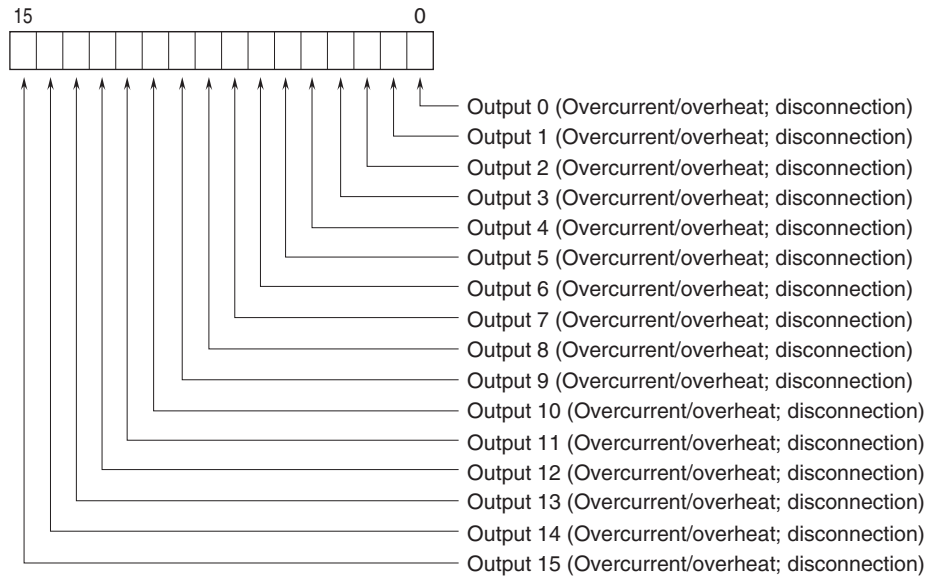 15 0
Output 0 (Overcurrent/overheat; disconnection)
Output 1 (Overcurrent/overheat; disconnection)
Output 2 (Overcurrent/overheat; disconnection)
Output 3 (Overcurrent/overheat; disconnection)
Output 4 (Overcurrent/overheat; disconnection)
Output 5 (Overcurrent/overheat; disconnection)
Output 6 (Overcurrent/overheat; disconnection)
Output 7 (Overcurrent/overheat; disconnection)
Output 8 (Overcurrent/overheat; disconnection)
Output 9 (Overcurrent/overheat; disconnection)
Output 10 (Overcurrent/overheat; disconnection)
Output 11 (Overcurrent/overheat; disconnection)
Output 12 (Overcurrent/overheat; disconnection)
Output 13 (Overcurrent/overheat; disconnection)
Output 14 (Overcurrent/overheat; disconnection)
Output 15 (Overcurrent/overheat; disconnection)